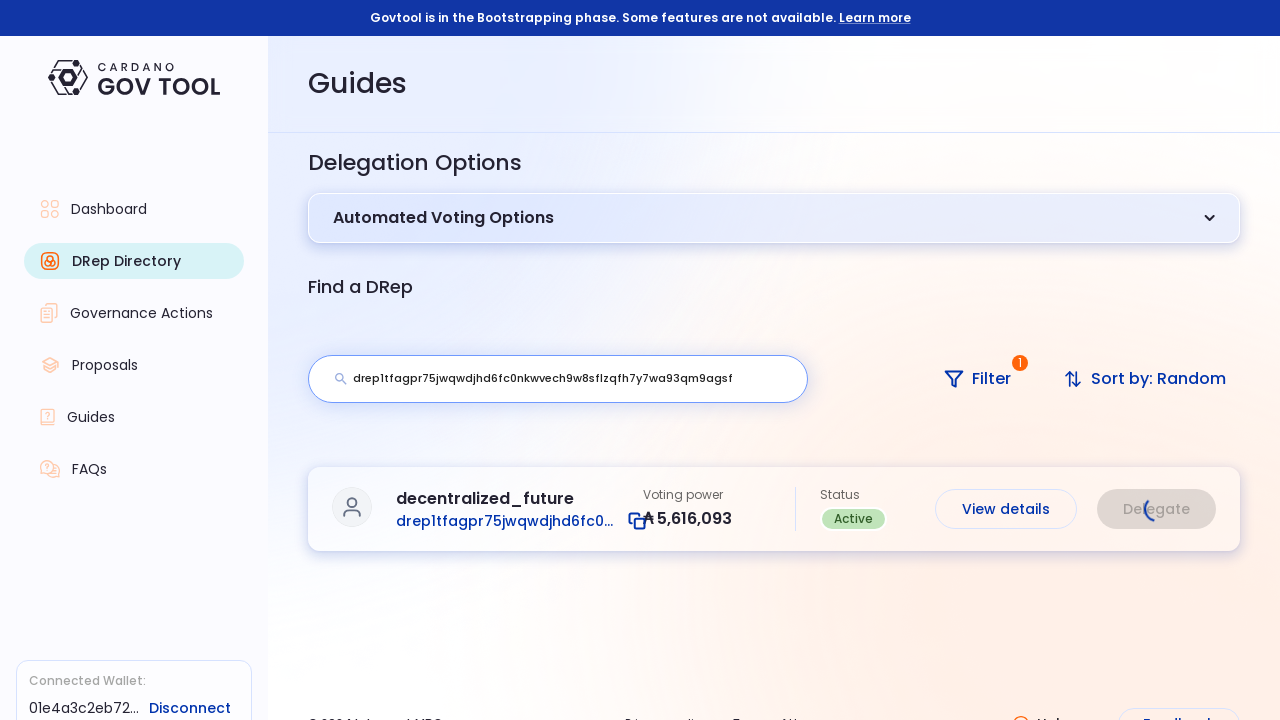 Govtool is in the Bootstrapping phase. Some features are not available. Learn more
CARDANO
GOV TOOL
Guides
Delegation Options
Dashboard
Automated Voting Options
DRep Directory
Find a DRep
Governance Actions
Proposals
drep1tfagpr75jwqwdjhd6fc0nkwvech9w8sflzqfh7y7wa93qm9agsf
Filter
1
Sort by: Random
Guides
FAQs
decentralized_future
drep1tfagpr75jwqwdjhd6fc0...
Voting power
₳ 5,616,093
Status
Active
View details
Delegate
Connected Wallet:
01e4a3c2eb72... Disconnect